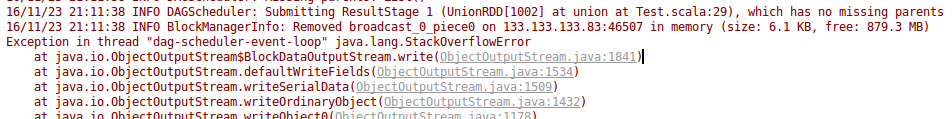 16/11/23 21:11:38 INFO DAGScheduler: Submitting ResultStage 1 (UnionRDD[1002] at union at Test.scala:29), which has no missing parents
16/11/23 21:11:38 INFO BlockManagerInfo: Removed broadcast_0_piece0 on 133.133.133.83:46507 in memory (size: 6.1 KB, free: 879.3 MB)
Exception in thread "dag-scheduler-event-loop" java.lang.StackOverflowError
at java.io.ObjectOutputStream$BlockDataOutputStream.write(ObjectOutputStream.java:1841)
at java.io.ObjectOutputStream.defaultWriteFields(ObjectOutputStream.java:1534)
at java.io.ObjectOutputStream.writeSerialData(ObjectOutputStream.java:1509)
at java.io.ObjectOutputStream.writeOrdinaryObject(ObjectOutputStream.java:1432)
at java.io.ObjectOutputStream.writeObject0(ObjectOutputStream.java:1178)